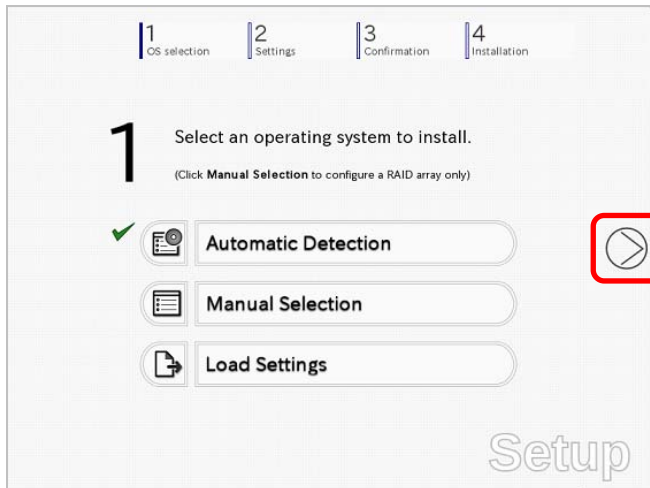 1
OS selection
2
Settings
3
Confirmation
4
Installation
1
Select an operating system to install.
(Click Manual Selection to configure a RAID array only)
Automatic Detection
Manual Selection
Load Settings
Setup